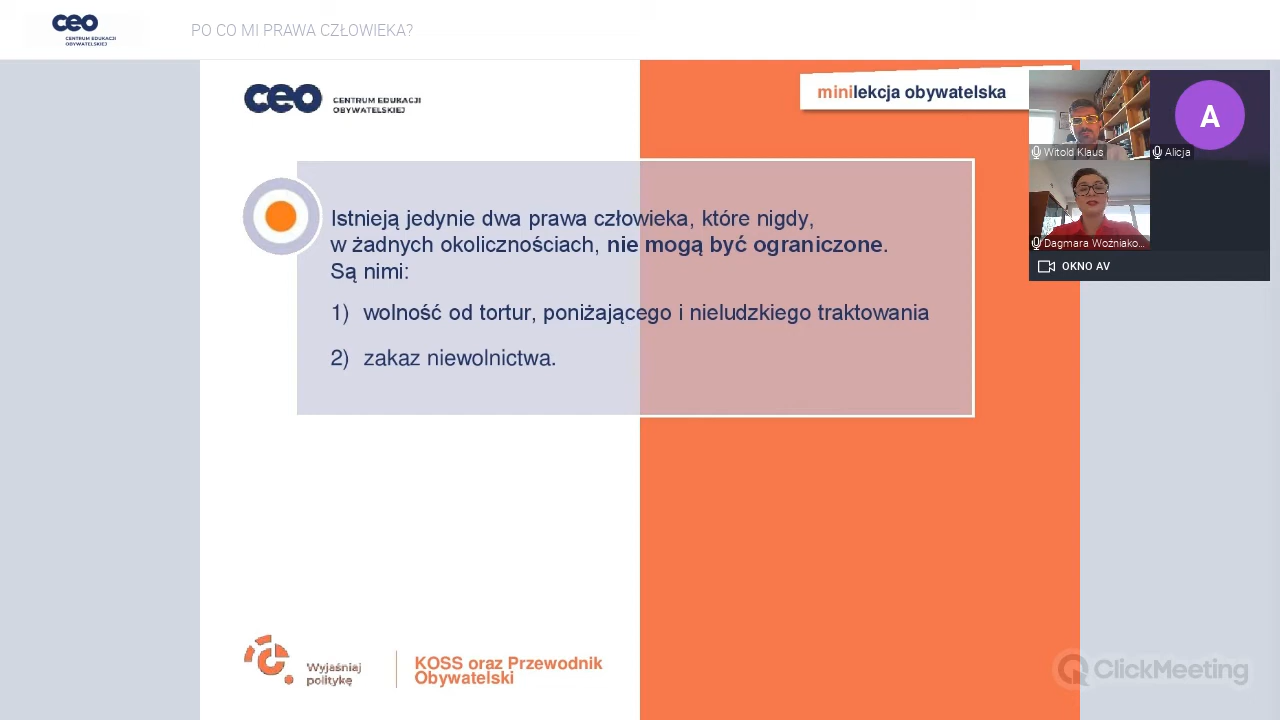 ceo
CENTRUM EDUKACJI
OBYWATELSKIEJ
PO CO MI PRAWA CZŁOWIEKA?
ceo
CENTRUM EDUKACJI
OBYWATELSKIEJ
minilekcja obywatelska
Witold Klaus
A
Alicja
Dagmara Woźniako...
OKNO AV
Istnieją jedynie dwa prawa człowieka, które nigdy,
w żadnych okolicznościach, nie mogą być ograniczone.
Są nimi:
1) wolność od tortur, poniżającego i nieludzkiego traktowania
2) zakaz niewolnictwa.
Wyjaśniaj
politykę
KOSS oraz Przewodnik
Obywatelski
ClickMeeting